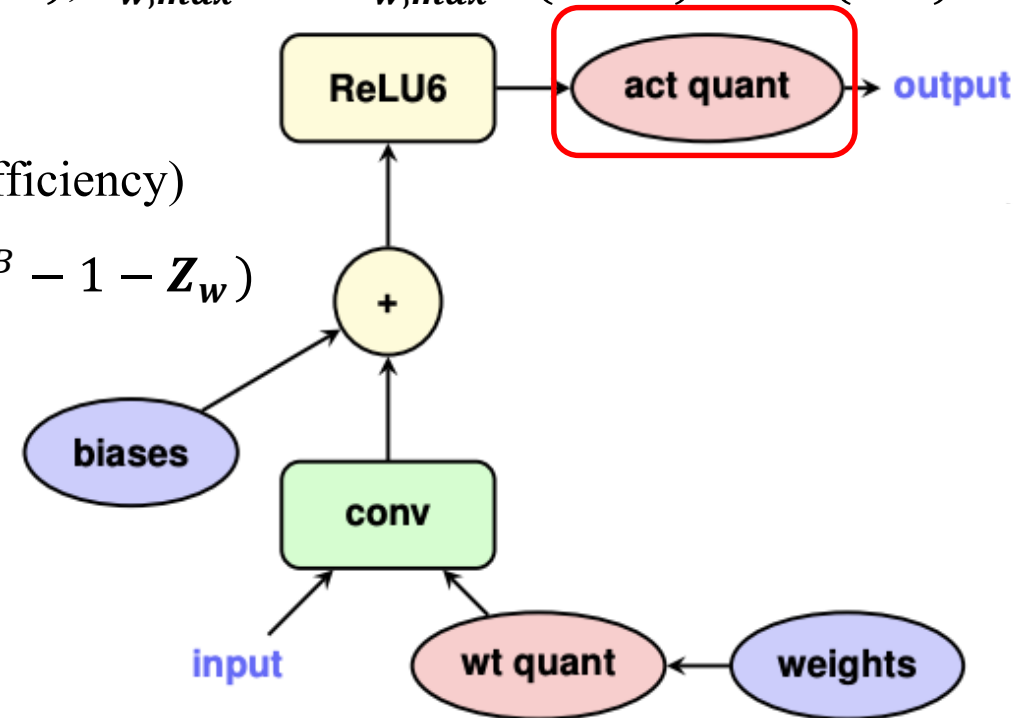 ReLU6
act quant
output
fficiency)
− 1 − Z_w )
+
biases
conv
input
wt quant
weights